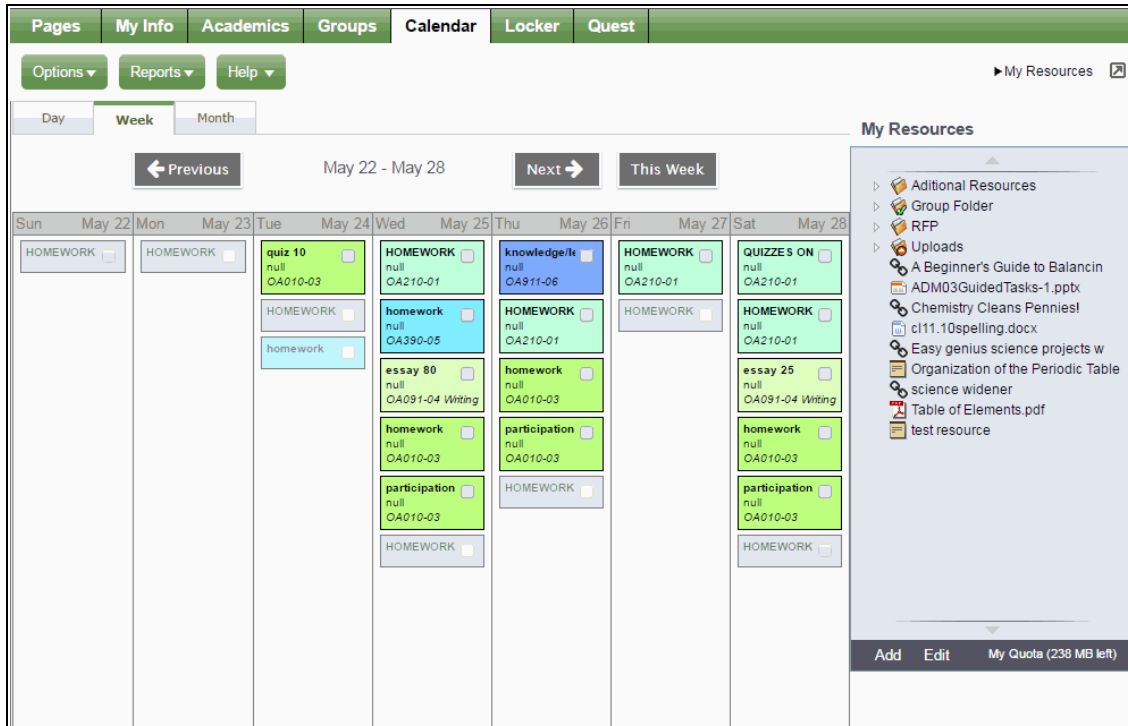 Pages My Info Academics Groups Calendar Locker Quest
Options Reports Help
My Resources
Day Week Month
Previous May 22 - May 28 Next This Week
Sun May 22 Mon May 23 Tue May 24 Wed May 25 Thu May 26 Fri May 27 Sat May 28
HOMEWORK
HOMEWORK
quiz 10
null
OA010-03
HOMEWORK
homework
HOMEWORK
null
OA210-01
homework
null
OA390-05
essay 80
null
OA091-04 Writing
homework
null
OA010-03
participation
null
OA010-03
HOMEWORK
knowledge/le
null
OA911-06
HOMEWORK
null
OA210-01
homework
null
OA010-03
participation
null
OA010-03
HOMEWORK
HOMEWORK
null
OA210-01
HOMEWORK
QUIZZES ON
null
OA210-01
HOMEWORK
null
OA210-01
essay 25
null
OA091-04 Writing
homework
null
OA010-03
participation
null
OA010-03
HOMEWORK
My Resources
Aditional Resources
Group Folder
RFP
Uploads
A Beginner's Guide to Balancin
ADM03GuidedTasks-1.pptx
Chemistry Cleans Pennies!
cl11.10spelling.docx
Easy genius science projects w
Organization of the Periodic Table
science widener
Table of Elements.pdf
test resource
Add Edit My Quota (238 MB left)